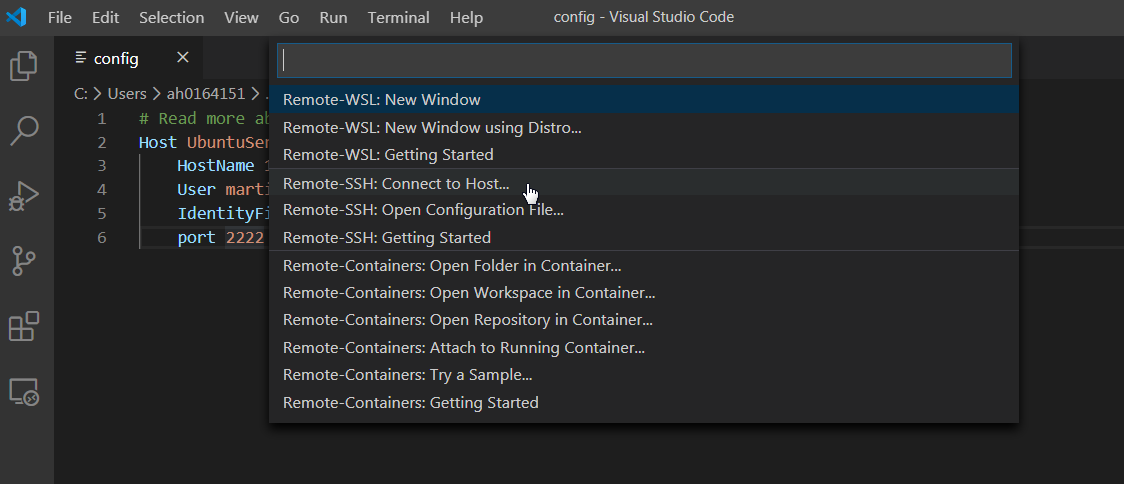 File Edit Selection View Go Run Terminal Help config - Visual Studio Code
config
C: > Users > ah0164151 > .
1 # Read more ab
2 Host UbuntuSer
3 HostName 1
4 User marti
5 IdentityFi
6 port 2222
Remote-WSL: New Window
Remote-WSL: New Window using Distro...
Remote-WSL: Getting Started
Remote-SSH: Connect to Host...
Remote-SSH: Open Configuration File...
Remote-SSH: Getting Started
Remote-Containers: Open Folder in Container...
Remote-Containers: Open Workspace in Container...
Remote-Containers: Open Repository in Container...
Remote-Containers: Attach to Running Container...
Remote-Containers: Try a Sample...
Remote-Containers: Getting Started